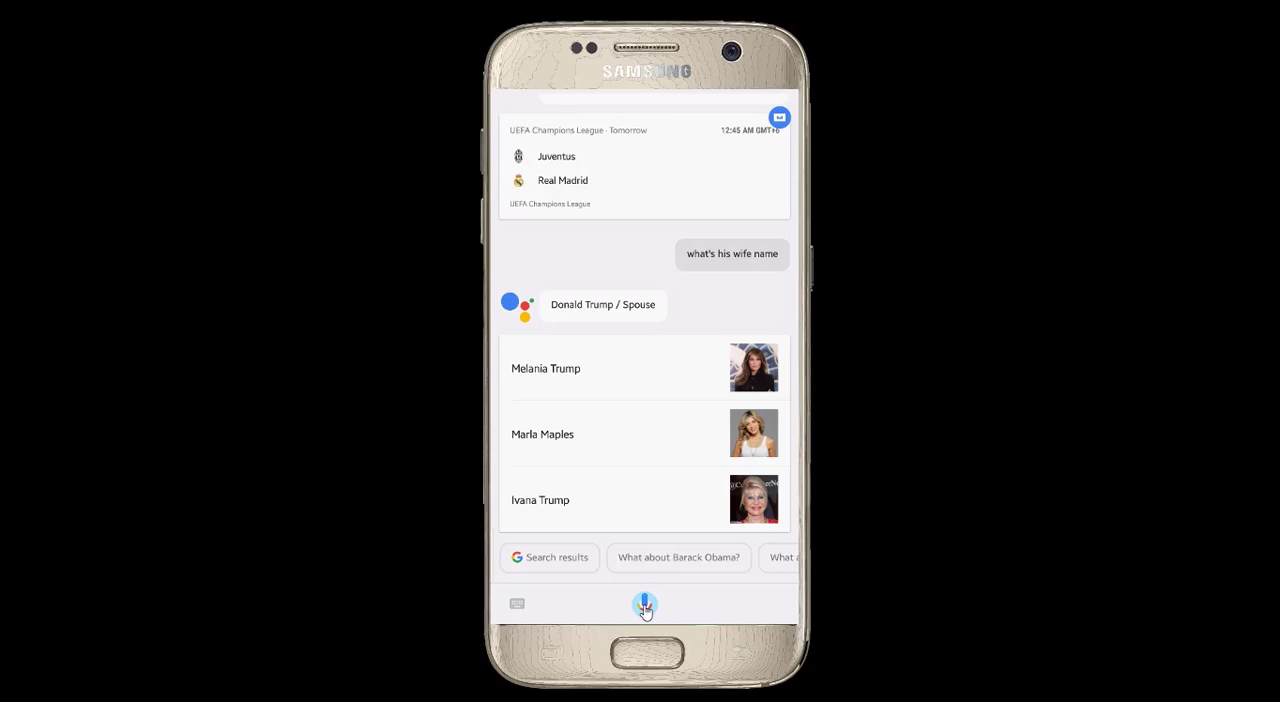 SAMSUNG
UEFA Champions League · Tomorrow
12:45 AM GMT+6
Juventus
Real Madrid
UEFA Champions League
what's his wife name
Donald Trump / Spouse
Melania Trump
Marla Maples
Ivana Trump
Search results
What about Barack Obama?
What a